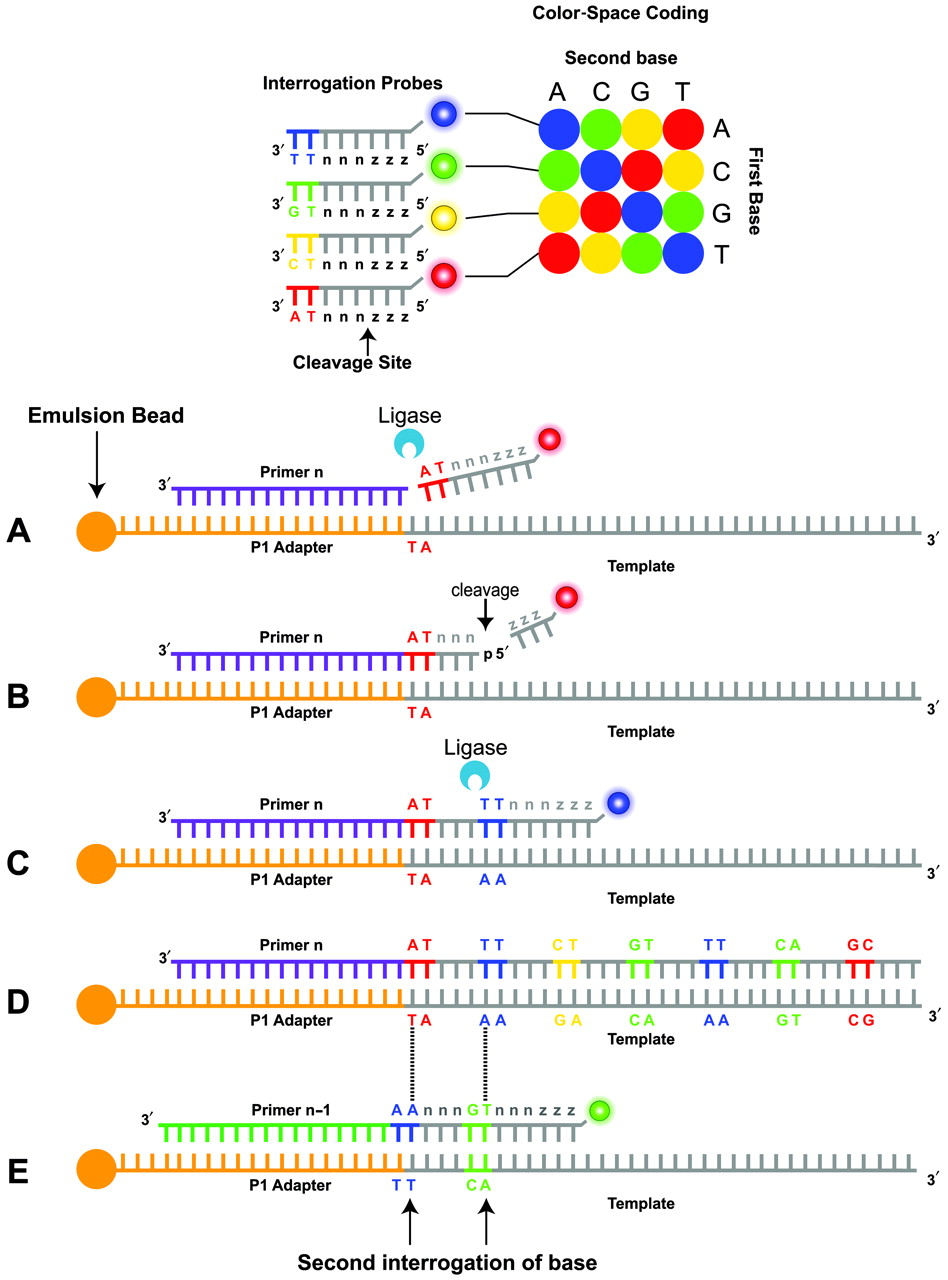 Color-Space Coding
Second base
Interrogation Probes
A C G T
A
C
G
T
First Base
3′ T T n n n z z z 5′
3′ G T n n n z z z 5′
3′ C T n n n z z z 5′
3′ A T n n n z z z 5′
Cleavage Site
Emulsion Bead
Ligase
A T n n n z z z
Primer n
3′
A
P1 Adapter
T A
3′
Template
cleavage
z z z
Primer n
A T n n n
3′
p 5′
B
P1 Adapter
T A
3′
Template
Ligase
Primer n
A T
T T n n n z z z
3′
C
P1 Adapter
T A
A A
3′
Template
Primer n
A T T T C T G T T T C A G C
3′
D
P1 Adapter
T A A A G A C A A A G T C G
3′
Template
Primer n–1
A A n n n G T n n n z z z
3′
E
P1 Adapter
T T
C A
3′
Template
Second interrogation of base